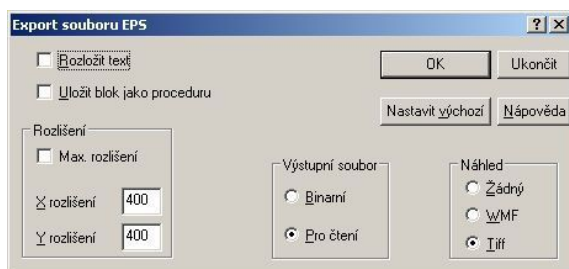 Export souboru EPS
Rozložit text
OK
Ukončit
Uložit blok jako proceduru
Nastavit výchozí
Nápověda
Rozlišení
Max. rozlišení
X rozlišení 400
Y rozlišení 400
Výstupní soubor
Binarní
Pro čtení
Náhled
Žádný
WMF
Tiff